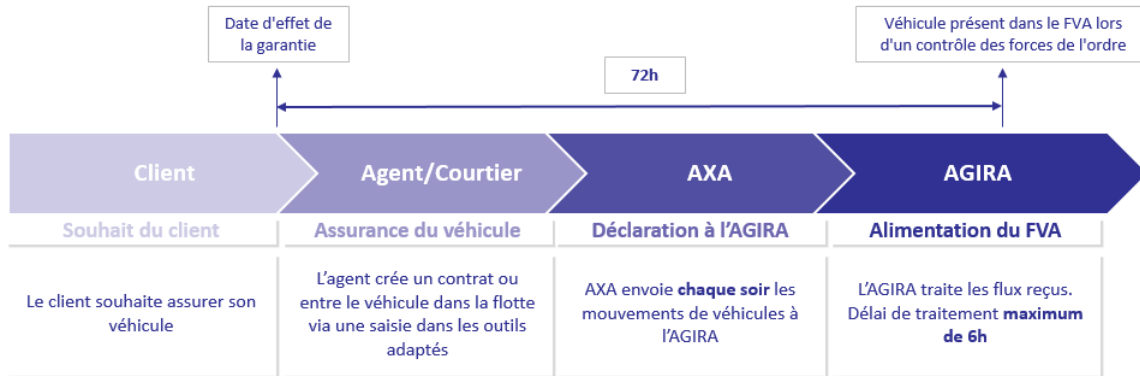 Date d'effet de
la garantie
Véhicule présent dans le FVA lors
d'un contrôle des forces de l'ordre
72h
Client
Agent/Courtier
AXA
AGIRA
Souhait du client
Assurance du véhicule
Déclaration à l'AGIRA
Alimentation du FVA
Le client souhaite assurer son
véhicule
L'agent crée un contrat ou
entre le véhicule dans la flotte
via une saisie dans les outils
adaptés
AXA envoie chaque soir les
mouvements de véhicules à
l'AGIRA
L'AGIRA traite les flux reçus.
Délai de traitement maximum
de 6h